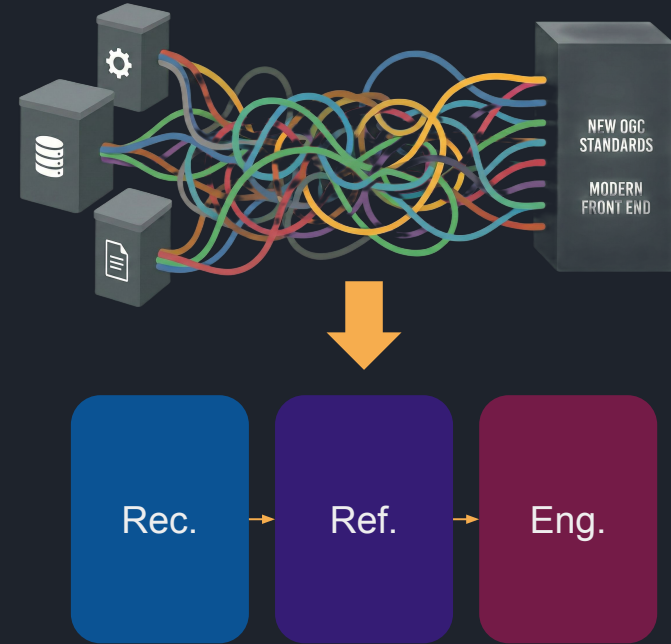 NEW OGC
STANDARDS
MODERN
FRONT END
Rec.
Ref.
Eng.